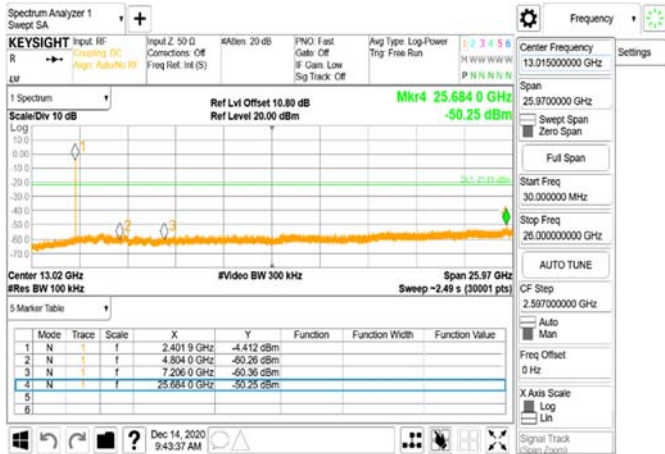 Spectrum Analyzer 1
Swept SA
Frequency
KEYSIGHT
R
Input: RF
Coupling: DC
Align: Auto/No RF
Input Z: 50 Ω
Corrections: Off
Freq Ref: Int (S)
#Atten: 20 dB
PNO: Fast
Gate: Off
IF Gain: Low
Sig Track: Off
Avg Type: Log-Power
Trig: Free Run
1 2 3 4 5 6
M W W W W W
P N N N N N
Center Frequency
13.015000000 GHz
Settings
Span
25.9700000 GHz
Swept Span
Zero Span
Full Span
Start Freq
30.000000 MHz
Stop Freq
26.000000000 GHz
AUTO TUNE
CF Step
2.597000000 GHz
Auto
Man
Freq Offset
0 Hz
X Axis Scale
Log
Lin
Signal Track
(Span Zoom)
1 Spectrum
Scale/Div 10 dB
Ref Lvl Offset 10.80 dB
Ref Level 20.00 dBm
Mkr4 25.684 0 GHz
-50.25 dBm
Log
10.0
0.00
-10.0
-20.0
-30.0
-40.0
-50.0
-60.0
-70.0
1
2
3
Center 13.02 GHz
#Res BW 100 kHz
#Video BW 300 kHz
Span 25.97 GHz
Sweep ~2.49 s (30001 pts)
5 Marker Table
Mode Trace Scale X Y Function Function Width Function Value
1 N 1 f 2.401 9 GHz -4.412 dBm
2 N 1 f 4.804 0 GHz -60.26 dBm
3 N 1 f 7.206 0 GHz -60.36 dBm
4 N 1 f 25.684 0 GHz -50.25 dBm
5
6
Dec 14, 2020
9:43:37 AM